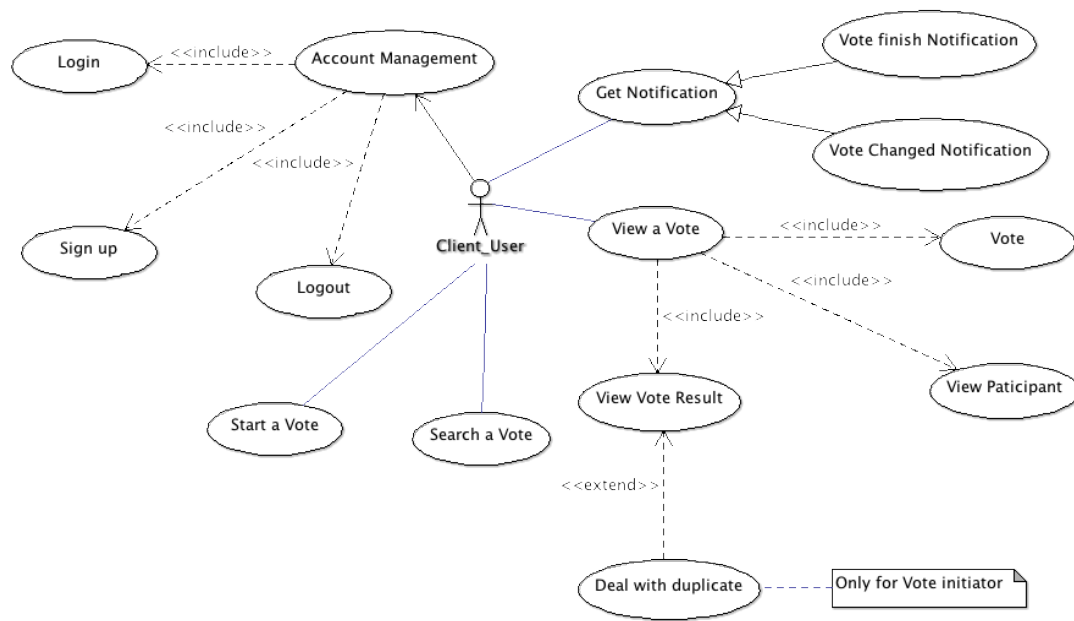 Vote finish Notification
Account Management
<<include>>
Login
Get Notification
<<include>>
Vote Changed Notification
<<include>>
View a Vote
<<include>>
Vote
Sign up
Client_User
Logout
<<include>>
<<include>>
View Paticipant
View Vote Result
Start a Vote
Search a Vote
<<extend>>
Deal with duplicate
Only for Vote initiator